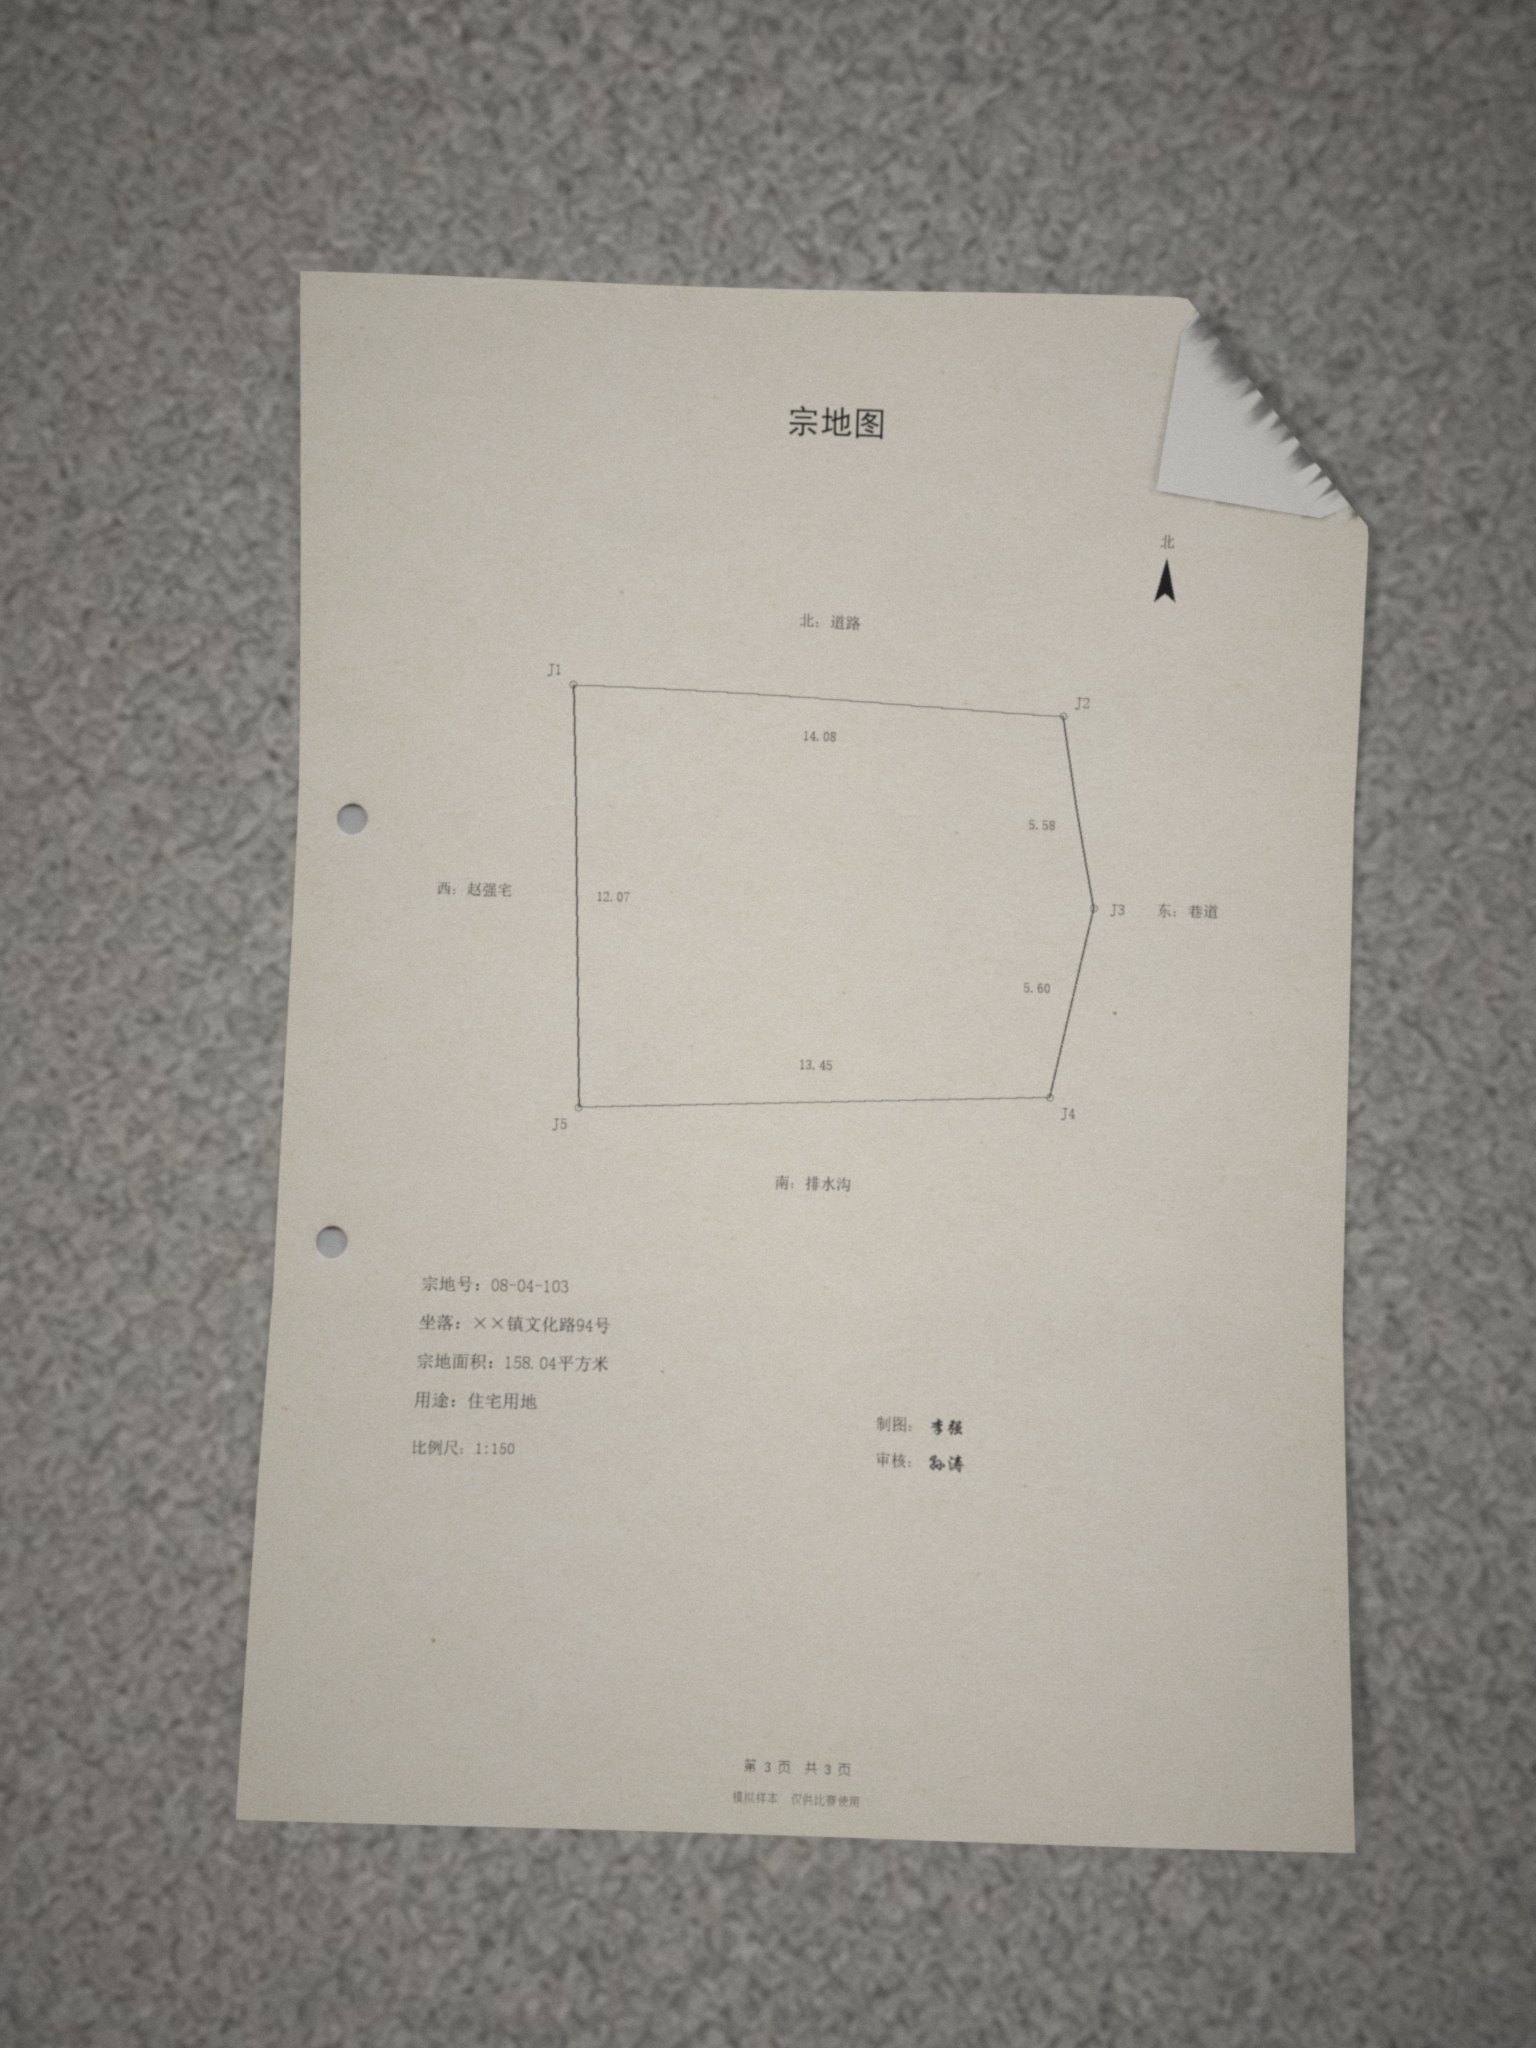 宗地图
北
北：道路
J1
J2
14.08
5.58
西：赵强宅
12.07
J3
东：巷道
5.60
13.45
J5
J4
南：排水沟
宗地号：08-04-103
坐落：××镇文化路94号
宗地面积：158.04平方米
用途：住宅用地
制图：李强
比例尺：1:150
审核：孙涛
第 3 页 共 3 页
模拟样本 仅供比赛使用